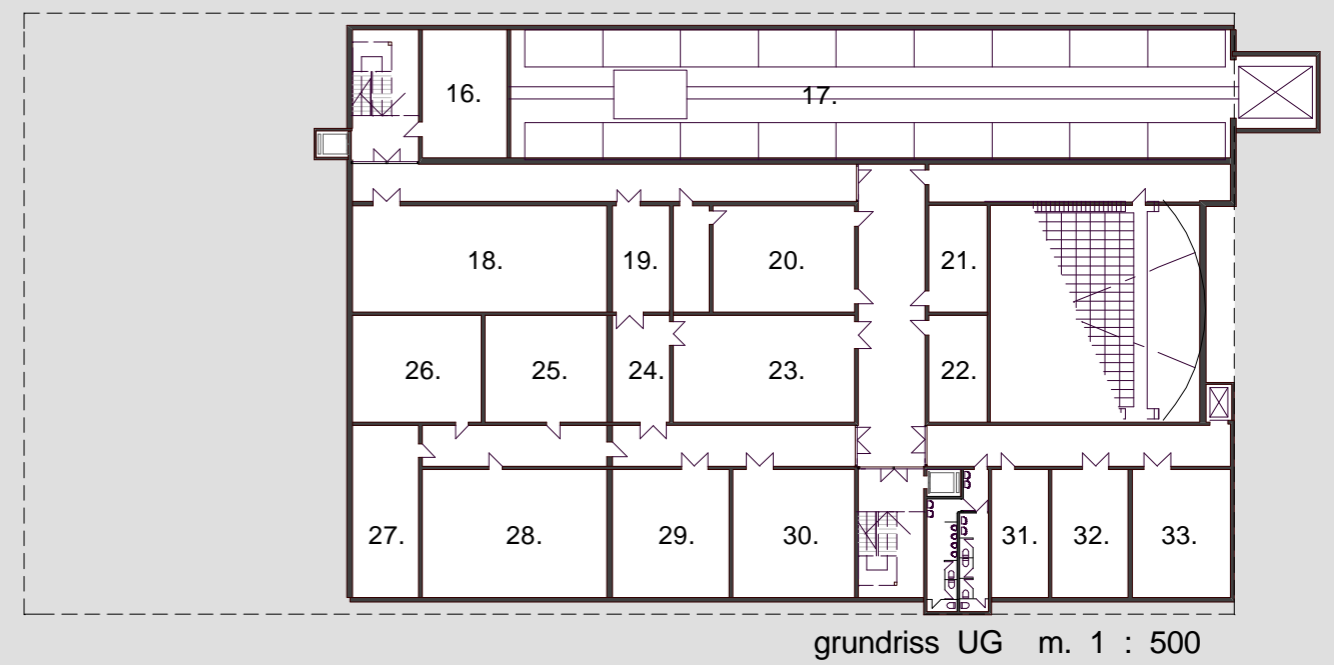 16. 17.
18. 19. 20. 21.
26. 25. 24. 23. 22.
27. 28. 29. 30. 31. 32. 33.
grundriss UG m. 1 : 500